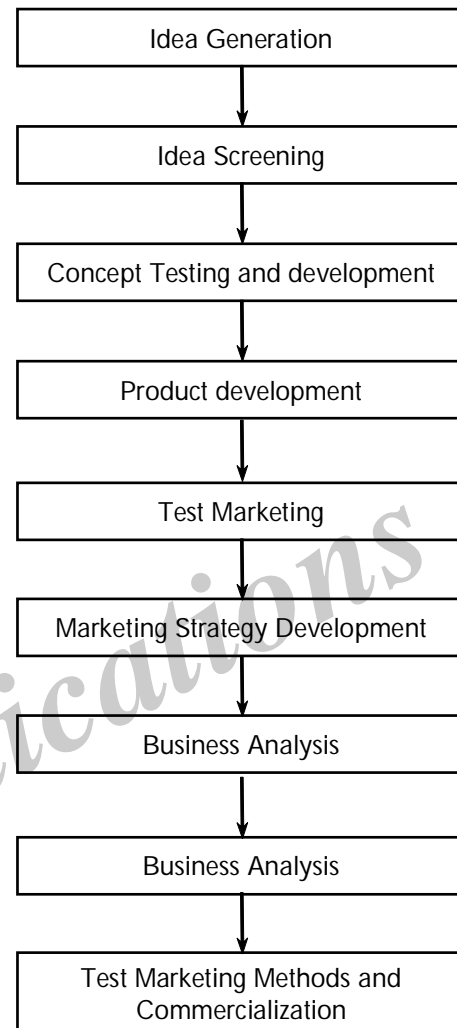 Idea Generation
Idea Screening
Concept Testing and development
Product development
Test Marketing
Marketing Strategy Development
Business Analysis
Business Analysis
Test Marketing Methods and
Commercialization